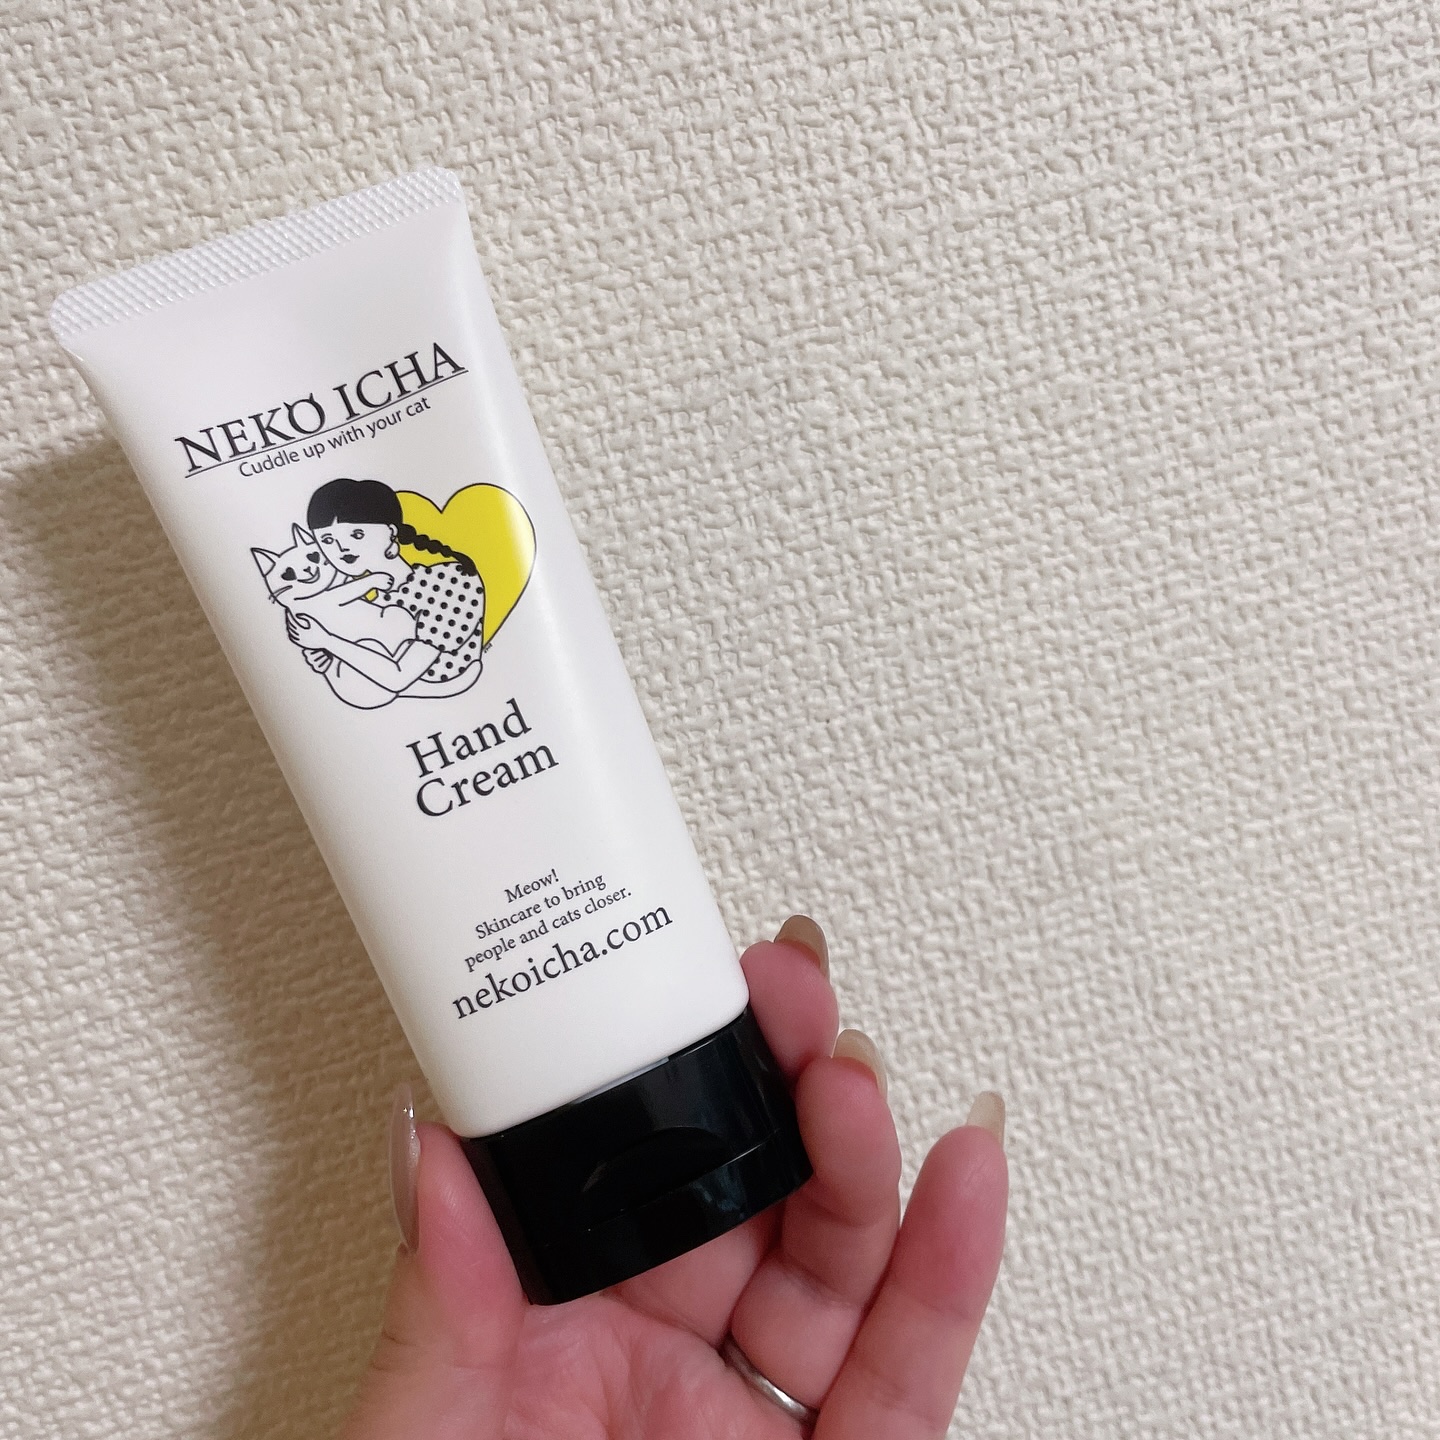 NEKO ICHA
Cuddle up with your cat
Hand
Cream
Meow!
Skincare to bring
people and cats closer.
nekoicha.com